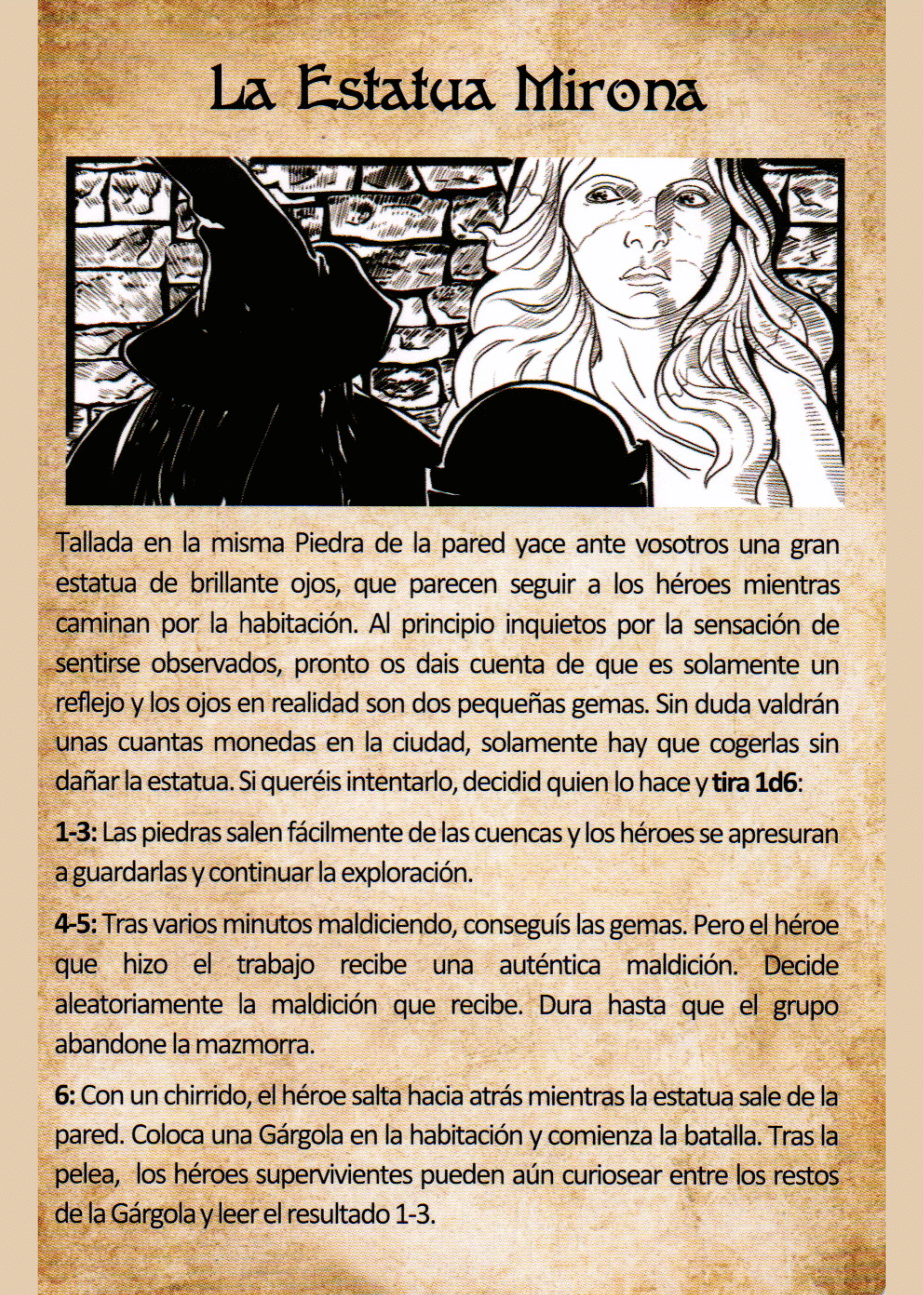 La Estatua Mirona
Tallada en la misma Piedra de la pared yace ante vosotros una gran
estatua de brillante ojos, que parecen seguir a los héroes mientras
caminan por la habitación. Al principio inquietos por la sensación de
sentirse observados, pronto os dais cuenta de que es solamente un
reflejo y los ojos en realidad son dos pequeñas gemas. Sin duda valdrán
unas cuantas monedas en la ciudad, solamente hay que cogerlas sin
dañar la estatua. Si queréis intentarlo, decidid quien lo hace y tira 1d6:
1-3: Las piedras salen fácilmente de las cuencas y los héroes se apresuran
a guardarlas y continuar la exploración.
4-5: Tras varios minutos maldiciendo, conseguís las gemas. Pero el héroe
que hizo el trabajo recibe una auténtica maldición. Decide
aleatoriamente la maldición que recibe. Dura hasta que el grupo
abandone la mazmorra.
6: Con un chirrido, el héroe salta hacia atrás mientras la estatua sale de la
pared. Coloca una Gárgola en la habitación y comienza la batalla. Tras la
pelea, los héroes supervivientes pueden aún curiosear entre los restos
de la Gárgola y leer el resultado 1-3.